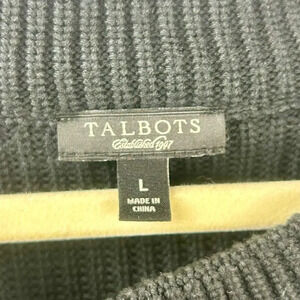 TALBOTS
Established 1947
L
MADE IN
CHINA